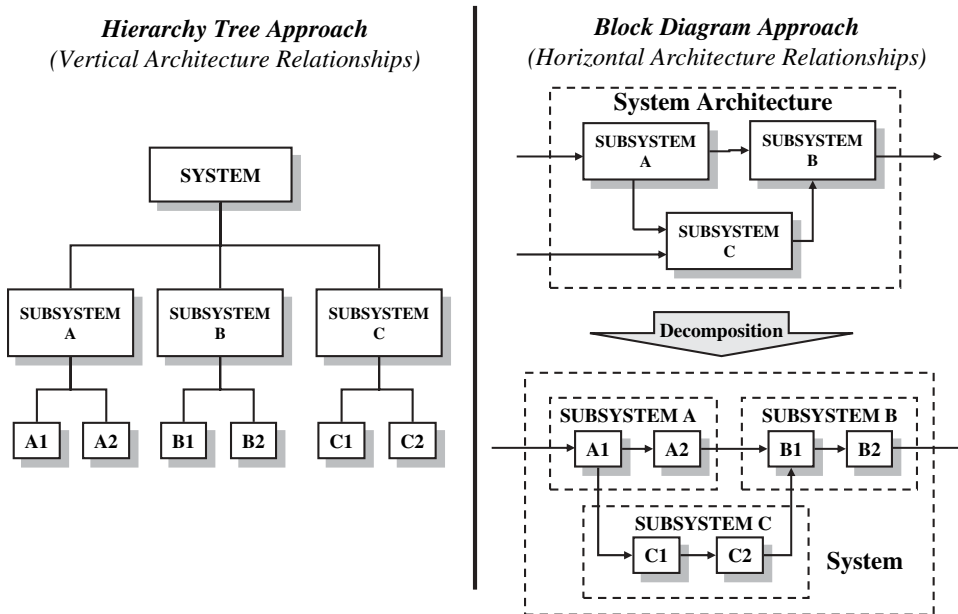 Hierarchy Tree Approach
(Vertical Architecture Relationships)
SYSTEM
SUBSYSTEM
A
SUBSYSTEM
B
SUBSYSTEM
C
A1
A2
B1
B2
C1
C2
Block Diagram Approach
(Horizontal Architecture Relationships)
System Architecture
SUBSYSTEM
A
SUBSYSTEM
B
SUBSYSTEM
C
Decomposition
SUBSYSTEM A
A1
A2
SUBSYSTEM B
B1
B2
SUBSYSTEM C
C1
C2
System